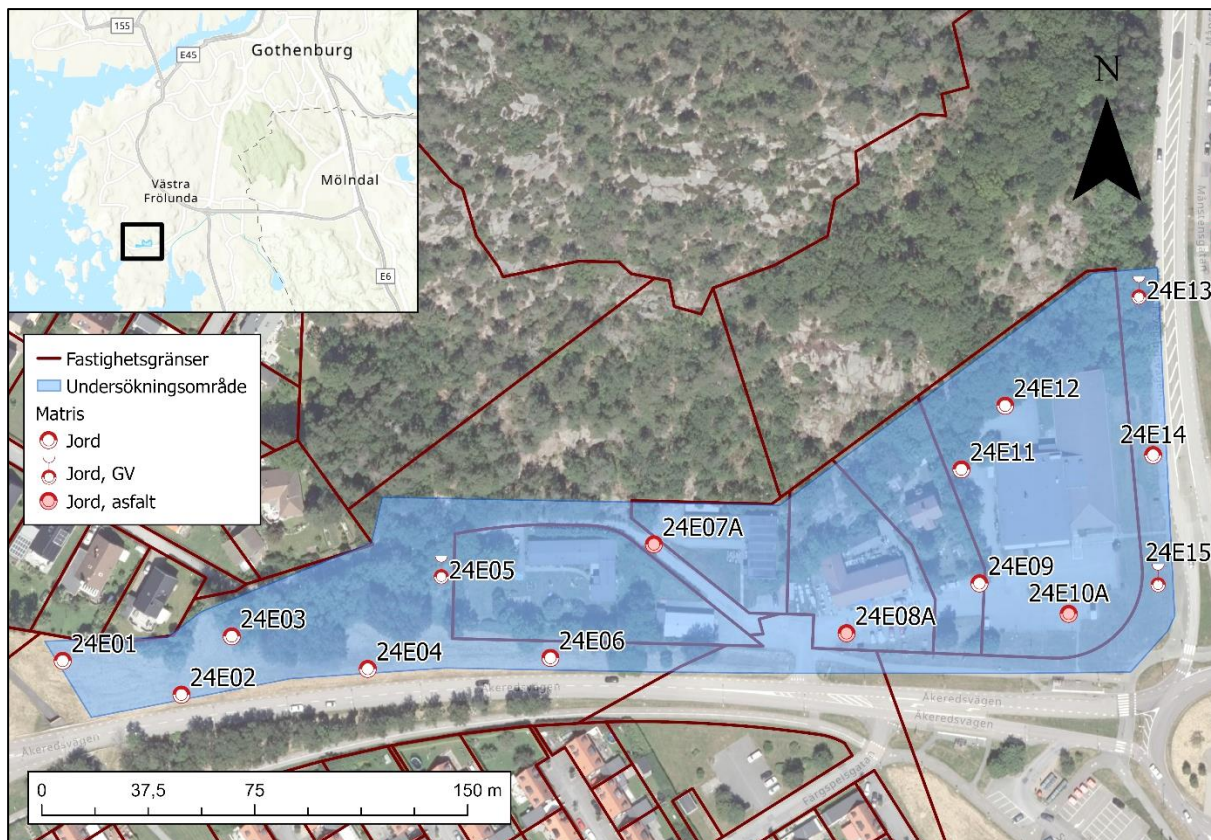 155
E45
Gothenburg
Västra
Frölunda
Mölndal
E6
N
Månstensgatan
Fastighetsgränser
Undersökningsområde
Matris
Jord
Jord, GV
Jord, asfalt
24E13
24E12
24E14
24E11
24E07A
24E05
24E09
24E15
24E10A
24E08A
24E03
24E01
24E06
24E04
24E02
Åkeredsvägen
Åkeredsvägen
Åkeredsvägen
Färgspelsgatan
0 37,5 75 150 m